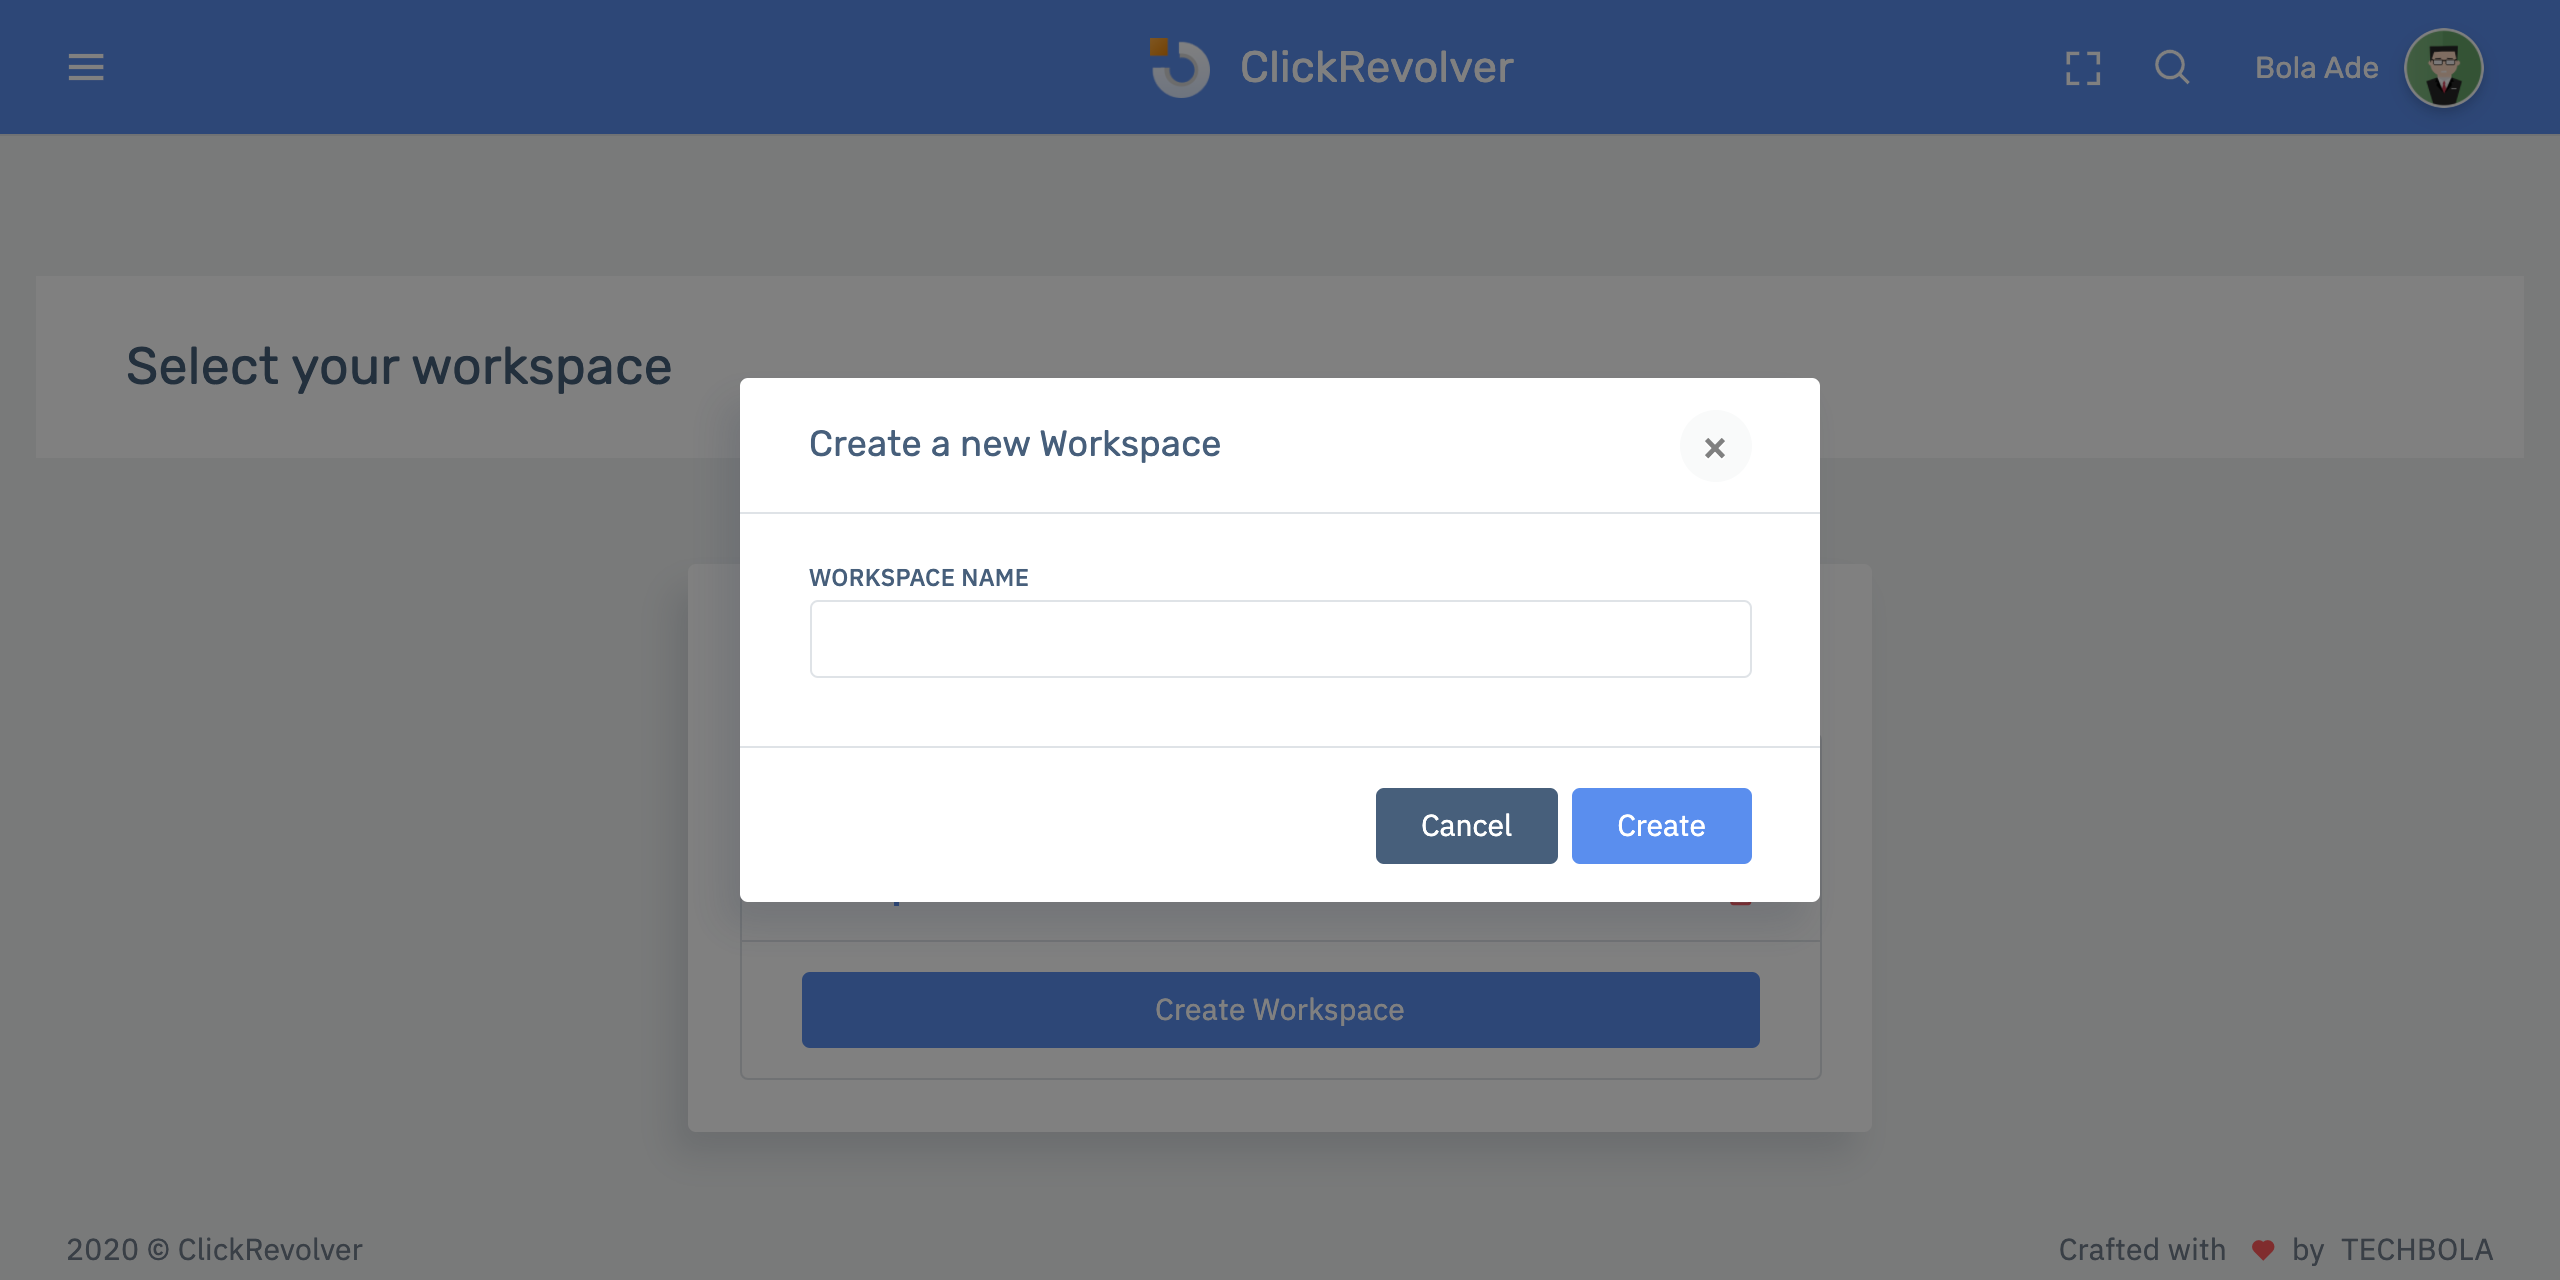 ClickRevolver
Bola Ade
Select your workspace
Create a new Workspace
WORKSPACE NAME
Cancel
Create
Create Workspace
2020 © ClickRevolver
Crafted with by TECHBOLA